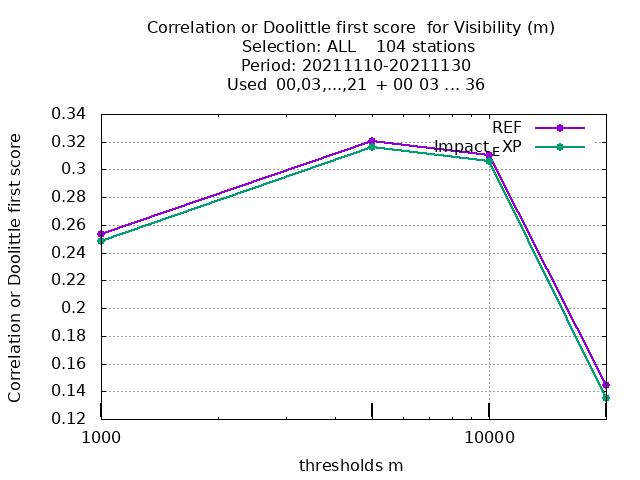 Correlation or Doolittle first score  for Visibility (m)
Selection: ALL    104 stations
Period: 20211110-20211130
Used  00,03,...,21  + 00 03 ... 36
Correlation or Doolittle first score
0.34
0.32
0.3
0.28
0.26
0.24
0.22
0.2
0.18
0.16
0.14
0.12
REF
Impact_EXP
1000
10000
thresholds m